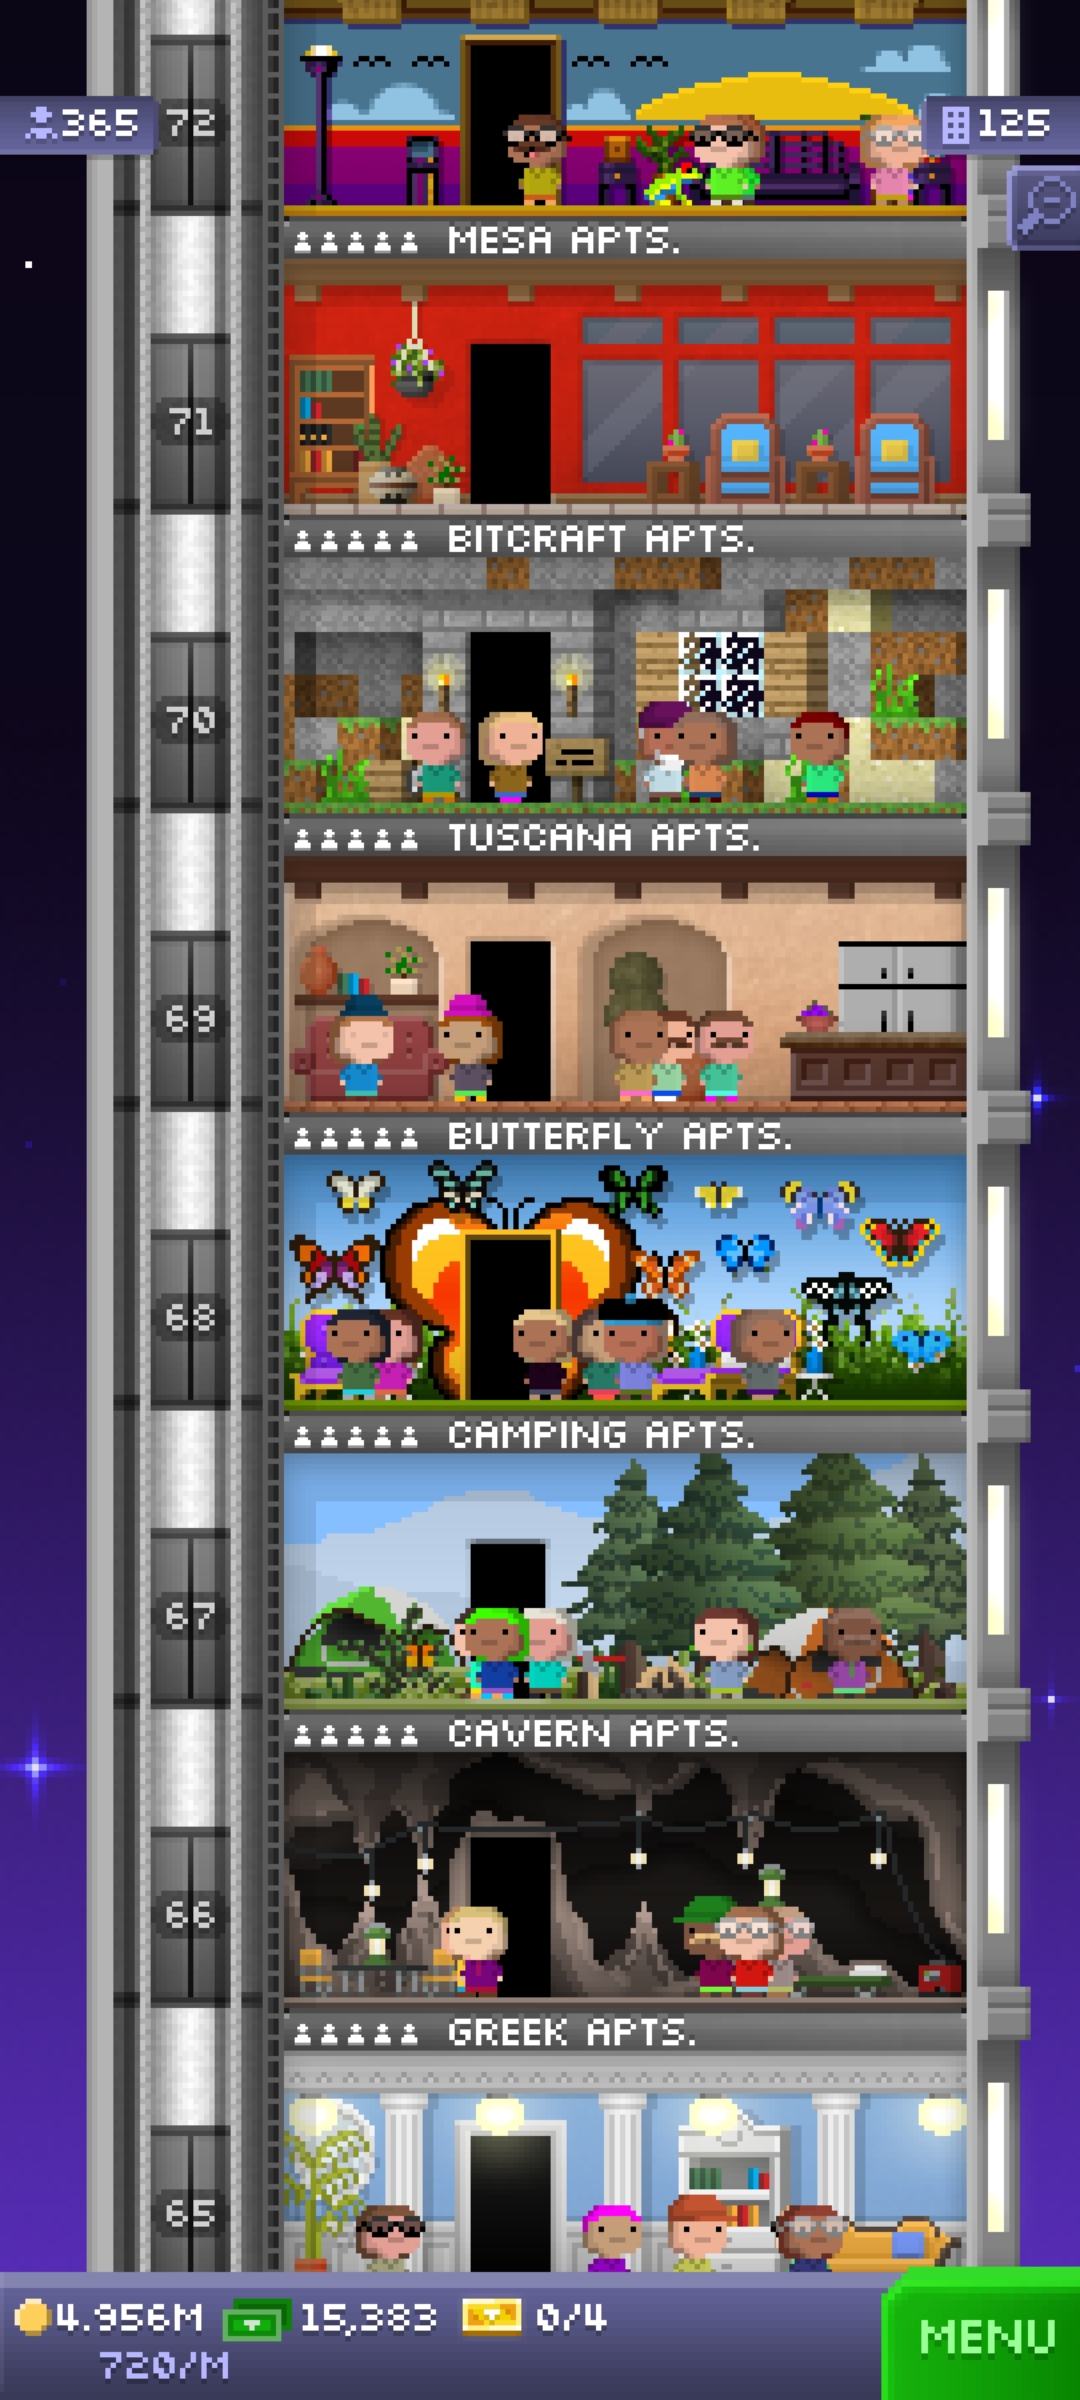 365
72
125
MESA APTS.
71
BITCRAFT APTS.
70
TUSCANA APTS.
69
BUTTERFLY APTS.
68
CAMPING APTS.
67
CAVERN APTS.
66
GREEK APTS.
65
4.956M 15,383 0/4
720/M
MENU